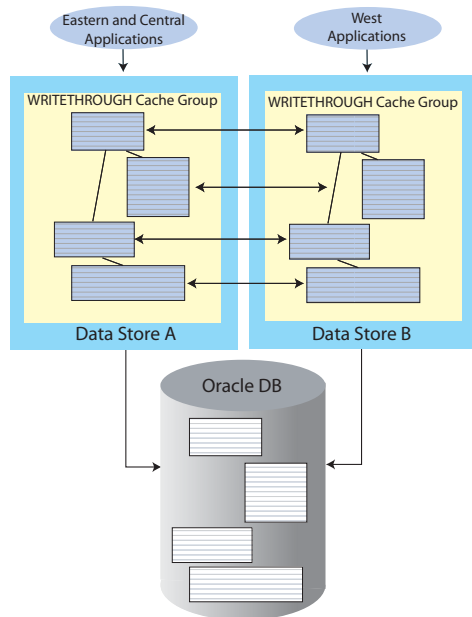 Eastern and Central
Applications
West
Applications
WRITETHROUGH Cache Group
WRITETHROUGH Cache Group
Data Store A
Data Store B
Oracle DB